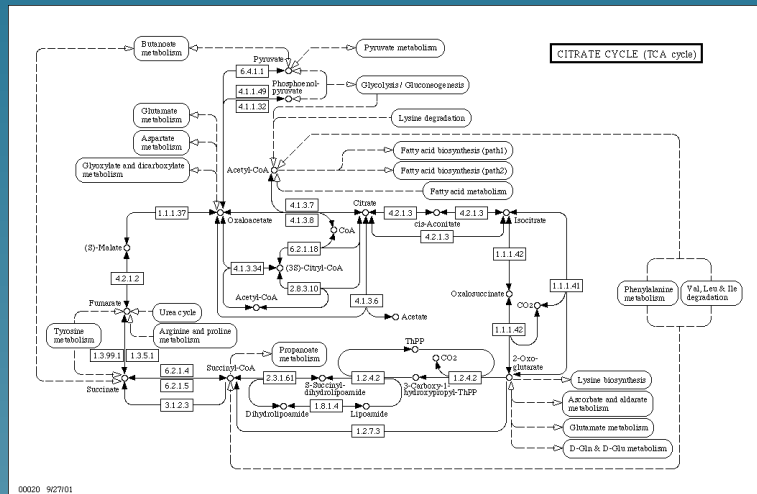 Butanoate
metabolism
Pyruvate
Pyruvate metabolism
CITRATE CYCLE (TCA cycle)
6.4.1.1
4.1.1.49
4.1.1.32
Phosphoenol-
pyruvate
Glycolysis / Gluconeogenesis
Glutamate
metabolism
Lysine degradation
Aspartate
metabolism
Fatty acid biosynthesis (path1)
Glyoxylate and dicarboxylate
metabolism
Acetyl-CoA
Fatty acid biosynthesis (path2)
Fatty acid metabolism
1.1.1.37
Oxaloacetate
4.1.3.7
4.1.3.8
Citrate
4.2.1.3
cis-Aconitate
4.2.1.3
Isocitrate
4.2.1.3
CoA
(S)-Malate
6.2.1.18
1.1.1.42
4.1.3.34
(3S)-Citryl-CoA
4.2.1.2
2.8.3.10
Oxalosuccinate
1.1.1.41
Phenylalanine
metabolism
Val, Leu & Ile
degradation
Acetyl-CoA
4.1.3.6
CO2
Fumarate
Urea cycle
Acetate
Tyrosine
metabolism
Arginine and proline
metabolism
1.1.1.42
1.3.99.1
1.3.5.1
Propanoate
metabolism
ThPP
CO2
2-Oxo-
glutarate
6.2.1.4
6.2.1.5
Succinyl-CoA
2.3.1.61
S-Succinyl-
dihydrolipoamide
1.2.4.2
3-Carboxy-1-
hydroxypropyl-ThPP
1.2.4.2
Lysine biosynthesis
Succinate
3.1.2.3
Dihydrolipoamide
1.8.1.4
Lipoamide
Ascorbate and aldarate
metabolism
1.2.7.3
Glutamate metabolism
D-Gln & D-Glu metabolism
00020 9/27/01